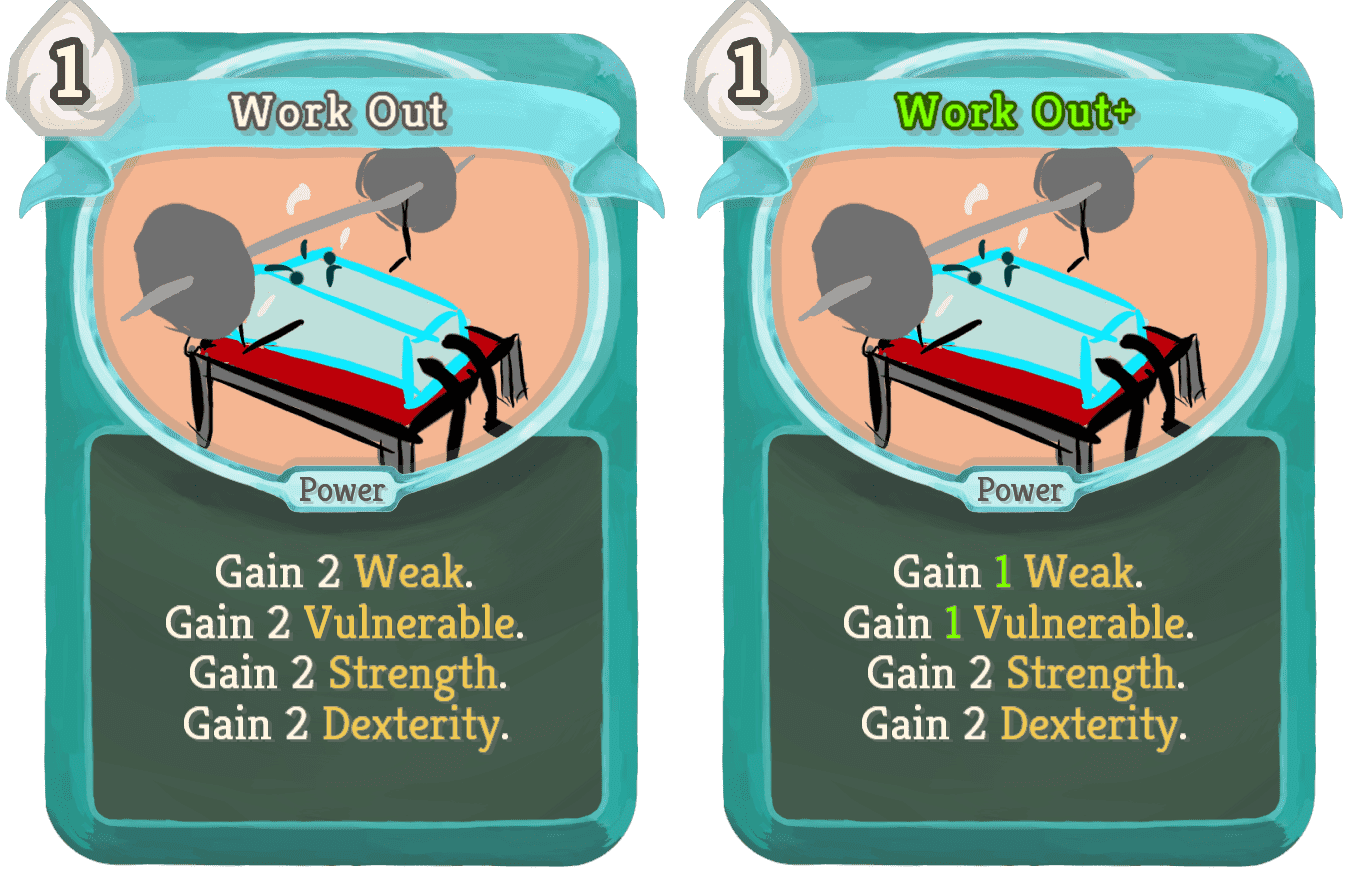 1
Work Out
Power
Gain 2 Weak.
Gain 2 Vulnerable.
Gain 2 Strength.
Gain 2 Dexterity.
1
Work Out+
Power
Gain 1 Weak.
Gain 1 Vulnerable.
Gain 2 Strength.
Gain 2 Dexterity.